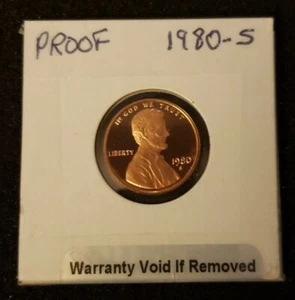 PROOF 1980-S
IN GOD WE TRUST
LIBERTY
1980
S
Warranty Void If Removed